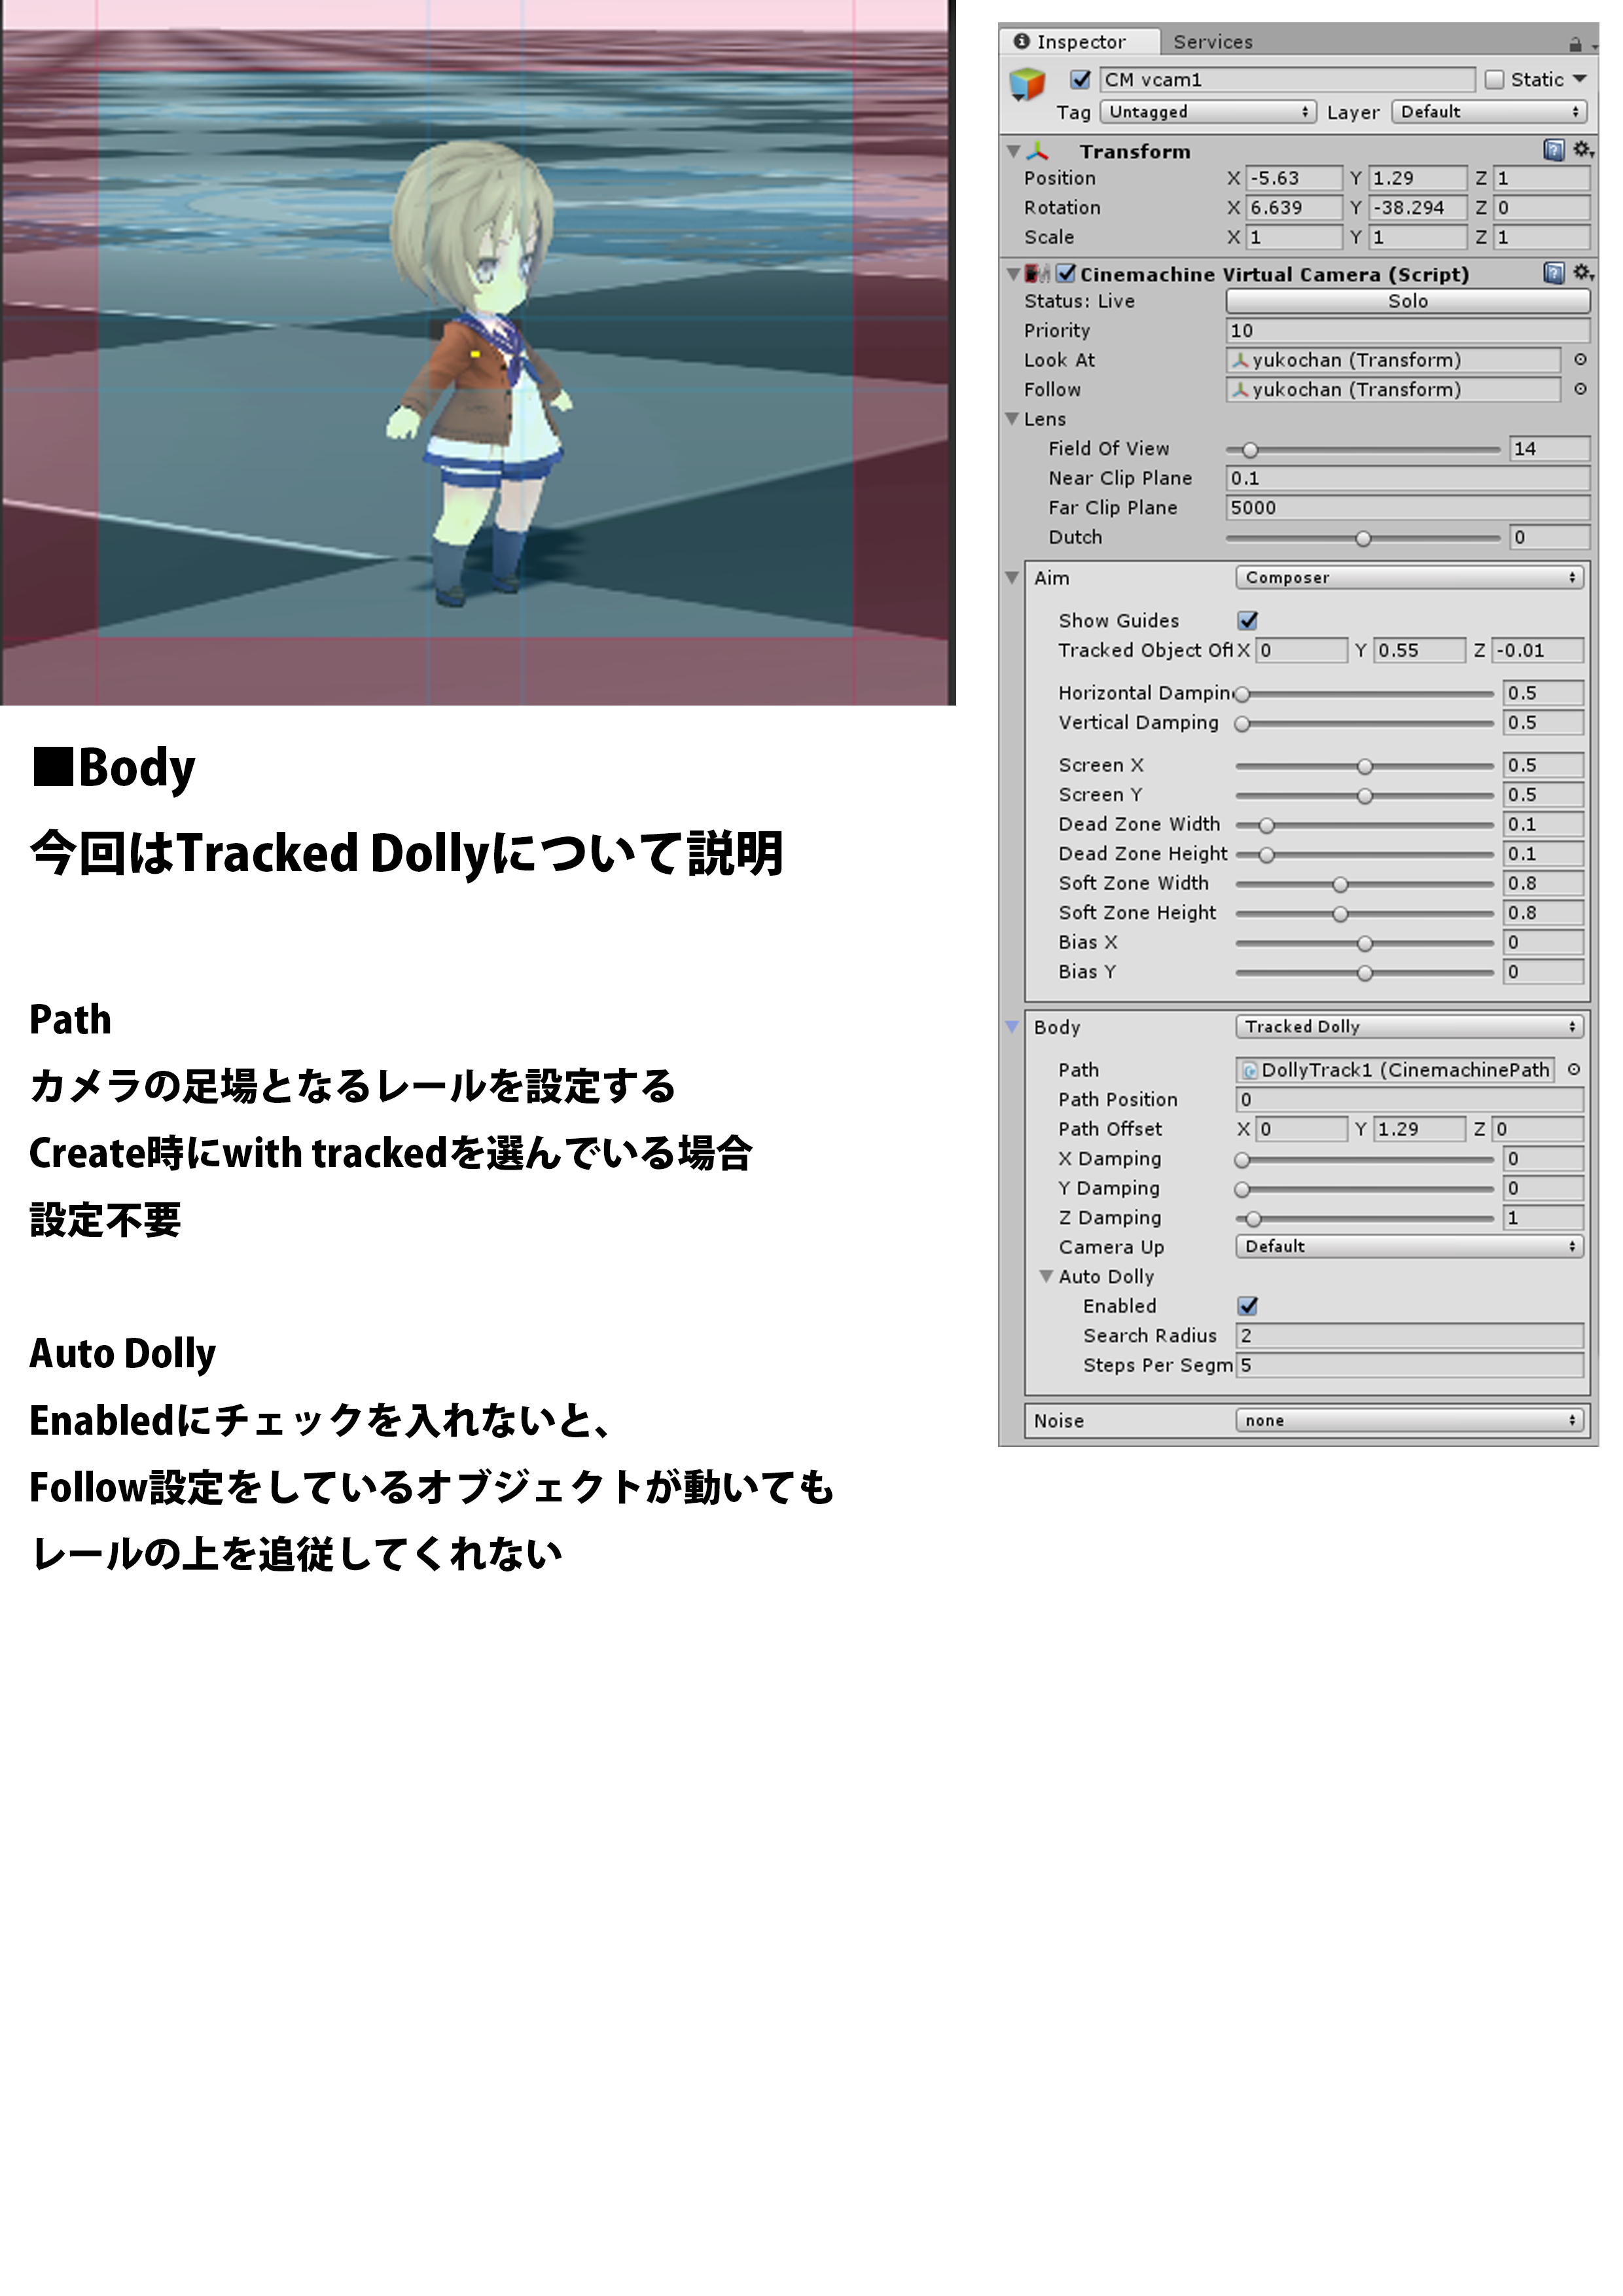 ■Body
今回はTracked Dollyについて説明
Path
カメラの足場となるレールを設定する
Create時にwith trackedを選んでいる場合
設定不要
Auto Dolly
Enabledにチェックを入れないと、
Follow設定をしているオブジェクトが動いても
レールの上を追従してくれない
Inspector Services
CM vcam1 Static
Tag Untagged Layer Default
Transform
Position X -5.63 Y 1.29 Z 1
Rotation X 6.639 Y -38.294 Z 0
Scale X 1 Y 1 Z 1
Cinemachine Virtual Camera (Script)
Status: Live Solo
Priority 10
Look At yukochan (Transform)
Follow yukochan (Transform)
Lens
Field Of View 14
Near Clip Plane 0.1
Far Clip Plane 5000
Dutch 0
Aim Composer
Show Guides
Tracked Object Off X 0 Y 0.55 Z -0.01
Horizontal Dampin 0.5
Vertical Damping 0.5
Screen X 0.5
Screen Y 0.5
Dead Zone Width 0.1
Dead Zone Height 0.1
Soft Zone Width 0.8
Soft Zone Height 0.8
Bias X 0
Bias Y 0
Body Tracked Dolly
Path DollyTrack1 (CinemachinePath
Path Position 0
Path Offset X 0 Y 1.29 Z 0
X Damping 0
Y Damping 0
Z Damping 1
Camera Up Default
Auto Dolly
Enabled
Search Radius 2
Steps Per Segm 5
Noise none